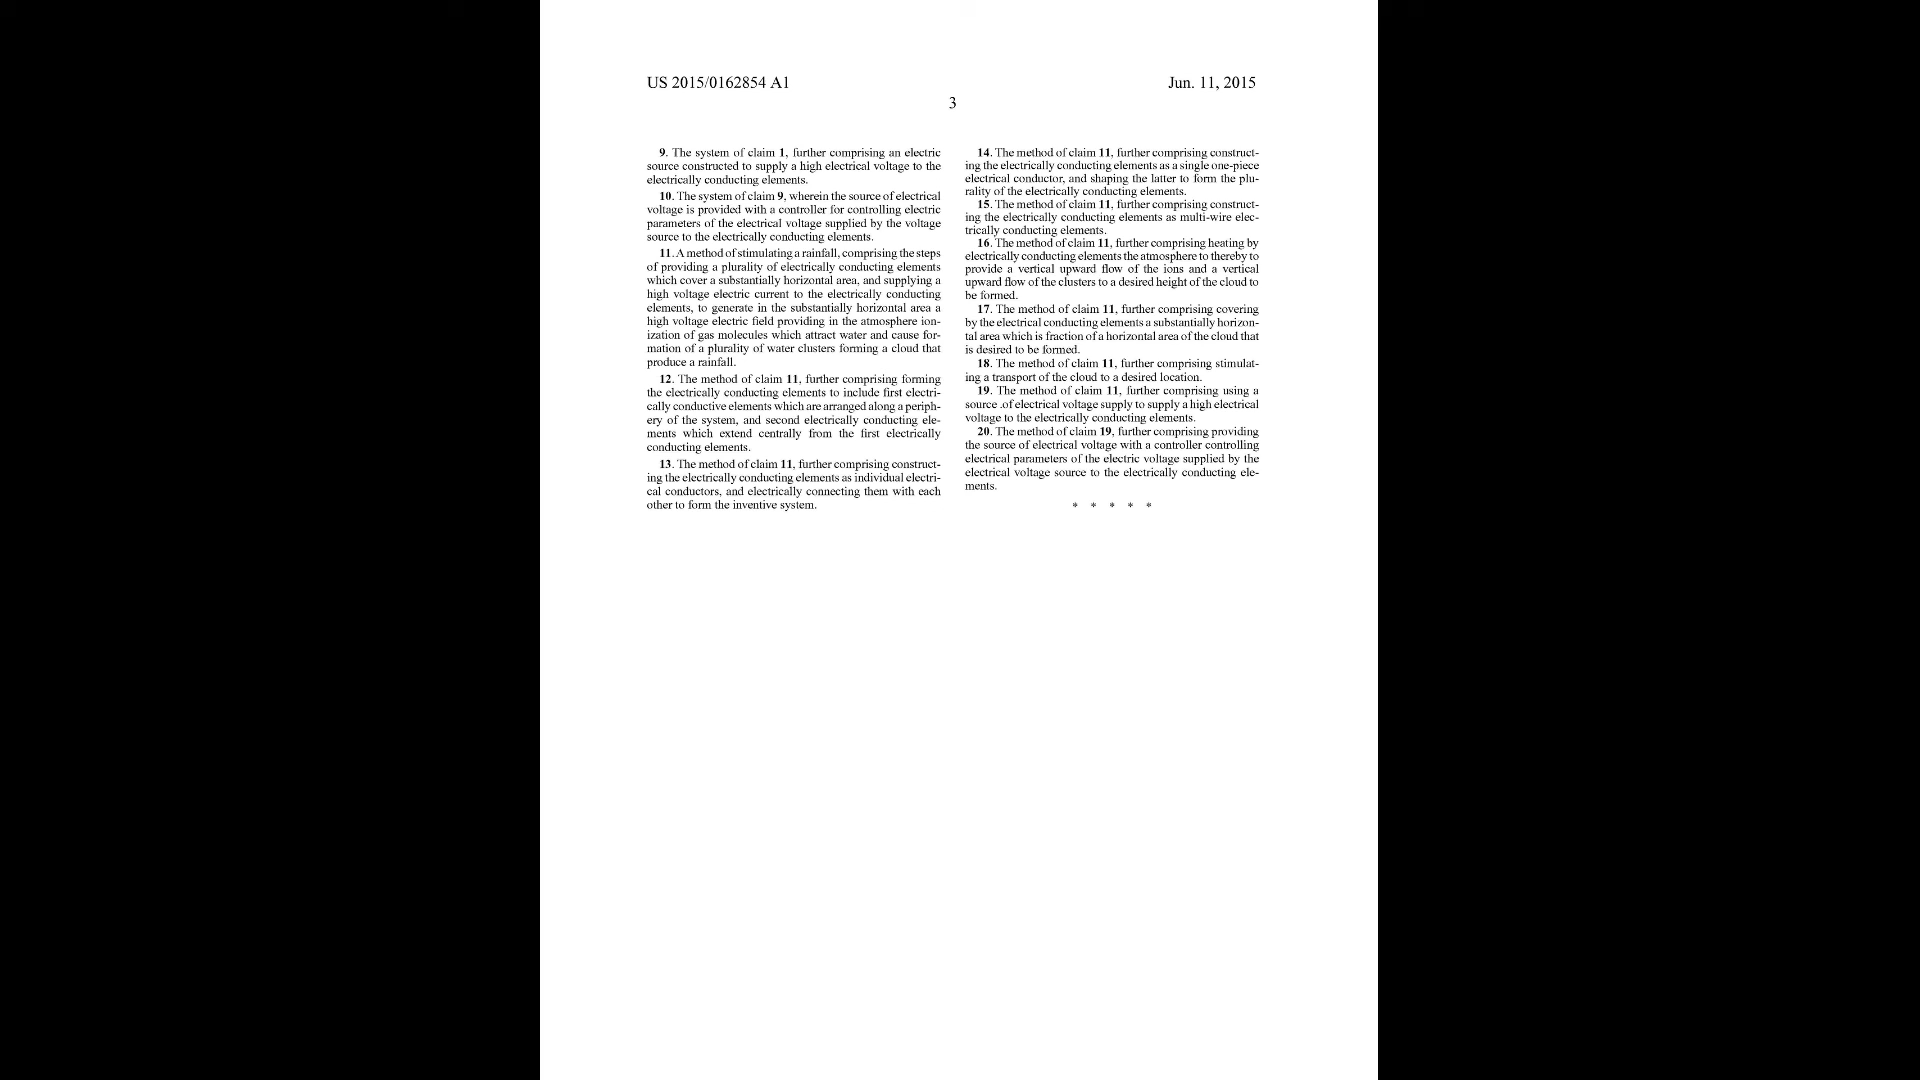 US 2015/0162854 A1
Jun. 11, 2015
3
9. The system of claim 1, further comprising an electric
source constructed to supply a high electrical voltage to the
electrically conducting elements.
10. The system of claim 9, wherein the source of electrical
voltage is provided with a controller for controlling electric
parameters of the electrical voltage supplied by the voltage
source to the electrically conducting elements.
11. A method of stimulating a rainfall, comprising the steps
of providing a plurality of electrically conducting elements
which cover a substantially horizontal area, and supplying a
high voltage electric current to the electrically conducting
elements, to generate in the substantially horizontal area a
high voltage electric field providing in the atmosphere ion-
ization of gas molecules which attract water and cause for-
mation of a plurality of water clusters forming a cloud that
produce a rainfall.
12. The method of claim 11, further comprising forming
the electrically conducting elements to include first electri-
cally conductive elements which are arranged along a periph-
ery of the system, and second electrically conducting ele-
ments which extend centrally from the first electrically
conducting elements.
13. The method of claim 11, further comprising construct-
ing the electrically conducting elements as individual electri-
cal conductors, and electrically connecting them with each
other to form the inventive system.
14. The method of claim 11, further comprising construct-
ing the electrically conducting elements as a single one-piece
electrical conductor, and shaping the latter to form the plu-
rality of the electrically conducting elements.
15. The method of claim 11, further comprising construct-
ing the electrically conducting elements as multi-wire elec-
trically conducting elements.
16. The method of claim 11, further comprising heating by
electrically conducting elements the atmosphere to thereby to
provide a vertical upward flow of the ions and a vertical
upward flow of the clusters to a desired height of the cloud to
be formed.
17. The method of claim 11, further comprising covering
by the electrical conducting elements a substantially horizon-
tal area which is fraction of a horizontal area of the cloud that
is desired to be formed.
18. The method of claim 11, further comprising stimulat-
ing a transport of the cloud to a desired location.
19. The method of claim 11, further comprising using a
source .of electrical voltage supply to supply a high electrical
voltage to the electrically conducting elements.
20. The method of claim 19, further comprising providing
the source of electrical voltage with a controller controlling
electrical parameters of the electric voltage supplied by the
electrical voltage source to the electrically conducting ele-
ments.
* * * * *